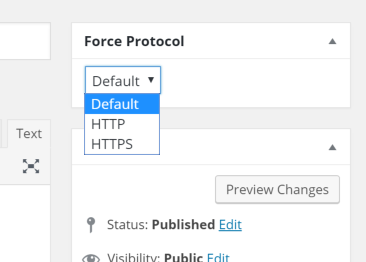 Force Protocol
Default
Default
HTTP
HTTPS
Text
Preview Changes
Status: Published Edit
Visibility: Public Edit